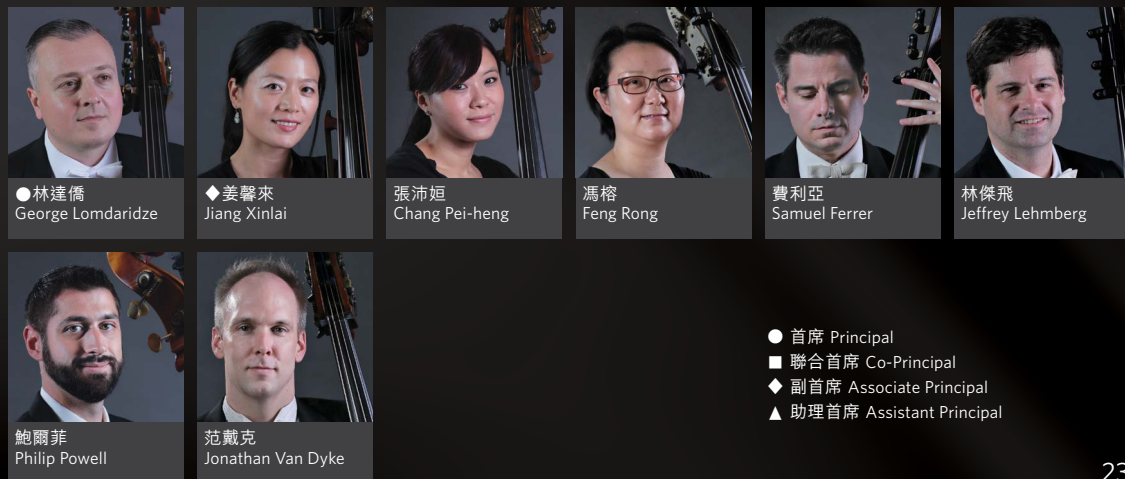 ●林達僑
George Lomdaridze
◆姜馨來
Jiang Xinlai
張沛姮
Chang Pei-heng
馮榕
Feng Rong
費利亞
Samuel Ferrer
林傑飛
Jeffrey Lehmberg
鮑爾菲
Philip Powell
范戴克
Jonathan Van Dyke
● 首席 Principal
■ 聯合首席 Co-Principal
◆ 副首席 Associate Principal
▲ 助理首席 Assistant Principal
23